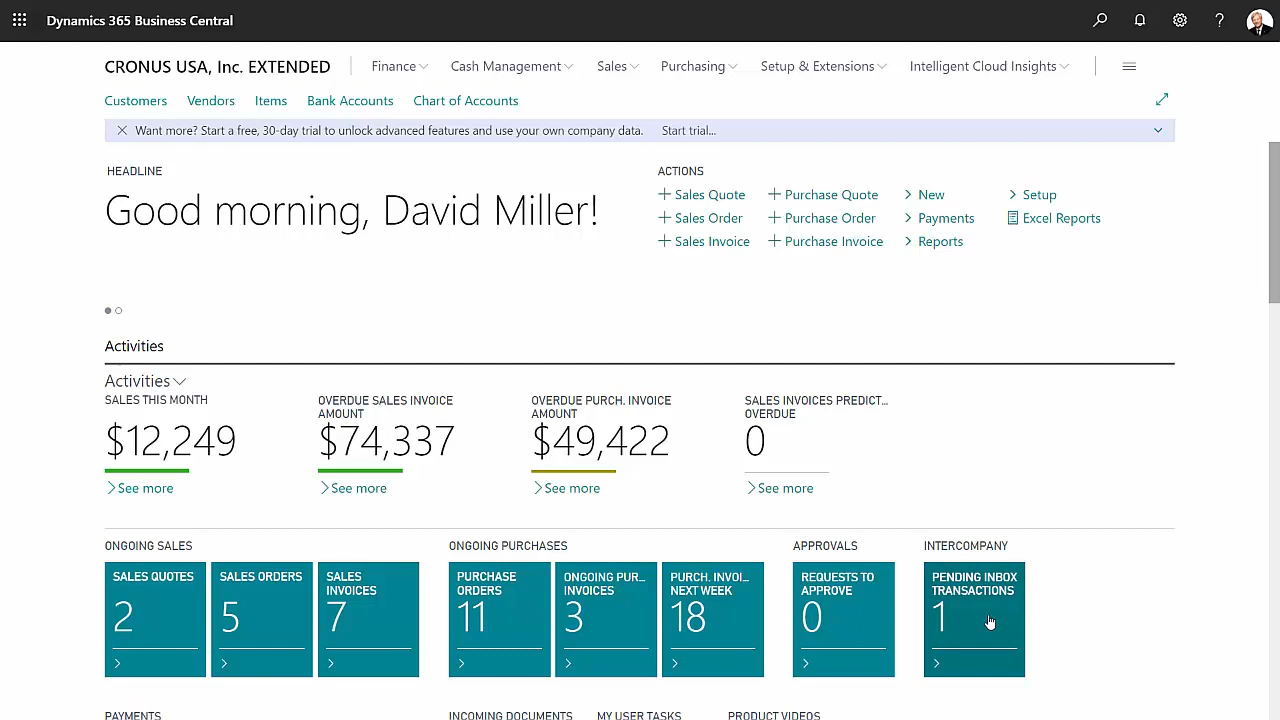 Dynamics 365 Business Central
?
CRONUS USA, Inc. EXTENDED
Finance Cash Management Sales Purchasing Setup & Extensions Intelligent Cloud Insights
Customers Vendors Items Bank Accounts Chart of Accounts
Want more? Start a free, 30-day trial to unlock advanced features and use your own company data. Start trial...
HEADLINE
Good morning, David Miller!
ACTIONS
+ Sales Quote + Purchase Quote > New > Setup
+ Sales Order + Purchase Order > Payments Excel Reports
+ Sales Invoice + Purchase Invoice > Reports
Activities
Activities
SALES THIS MONTH
$12,249
> See more
OVERDUE SALES INVOICE
AMOUNT
$74,337
> See more
OVERDUE PURCH. INVOICE
AMOUNT
$49,422
> See more
SALES INVOICES PREDICT...
OVERDUE
0
> See more
ONGOING SALES
SALES QUOTES
2
>
SALES ORDERS
5
>
SALES
INVOICES
7
>
ONGOING PURCHASES
PURCHASE
ORDERS
11
>
ONGOING PUR...
INVOICES
3
>
PURCH. INVOI...
NEXT WEEK
18
>
APPROVALS
REQUESTS TO
APPROVE
0
>
INTERCOMPANY
PENDING INBOX
TRANSACTIONS
1
>
PAYMENTS INCOMING DOCUMENTS MY USER TASKS PRODUCT VIDEOS